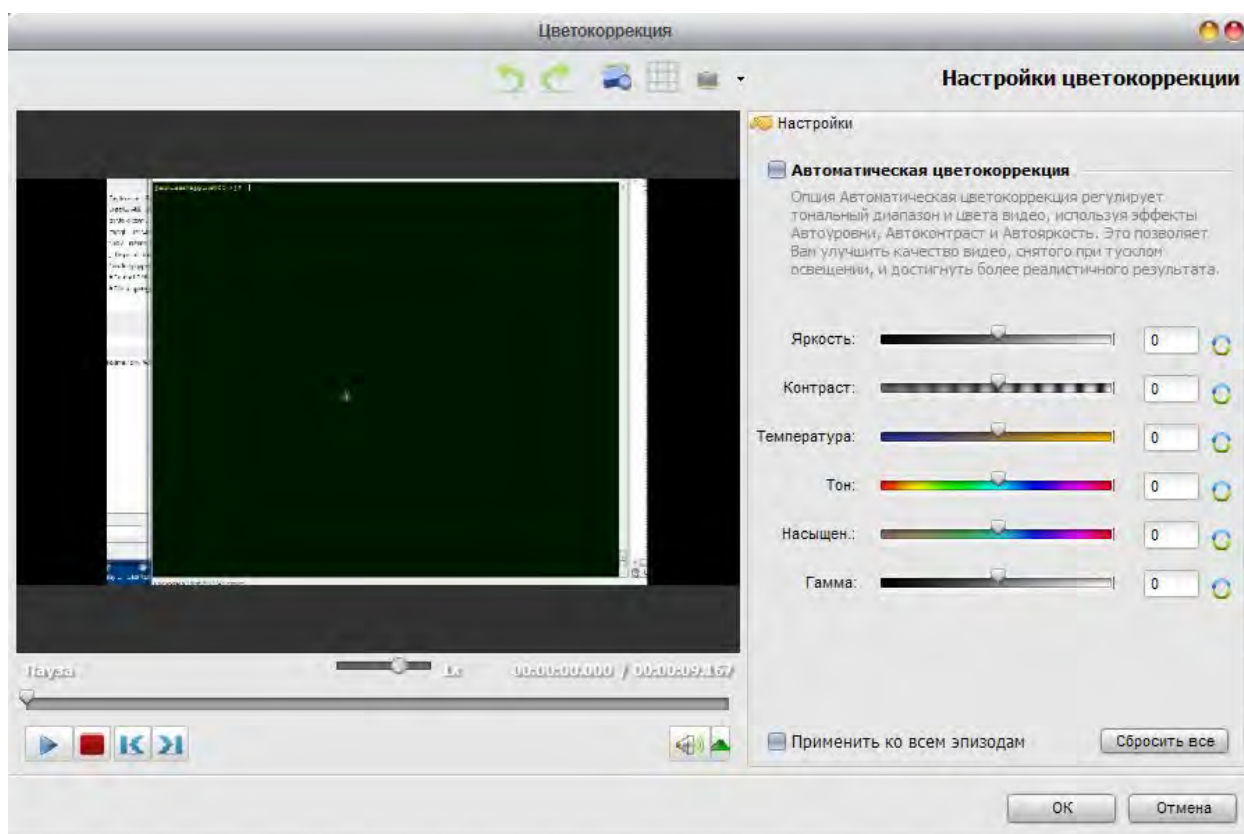 Цветокоррекция
Настройки цветокоррекции
Настройки
Автоматическая цветокоррекция
Опция Автоматическая цветокоррекция регулирует
тональный диапазон и цвета видео, используя эффекты
Автоуровни, Автоконтраст и Автояркость. Это позволяет
Вам улучшить качество видео, снятого при тусклом
освещении, и достигнуть более реалистичного результата.
Яркость: 0
Контраст: 0
Температура: 0
Тон: 0
Насыщен.: 0
Гамма: 0
Пауза 1x 00:00:00.000 / 00:00:09.167
Применить ко всем эпизодам Сбросить все
ОК Отмена